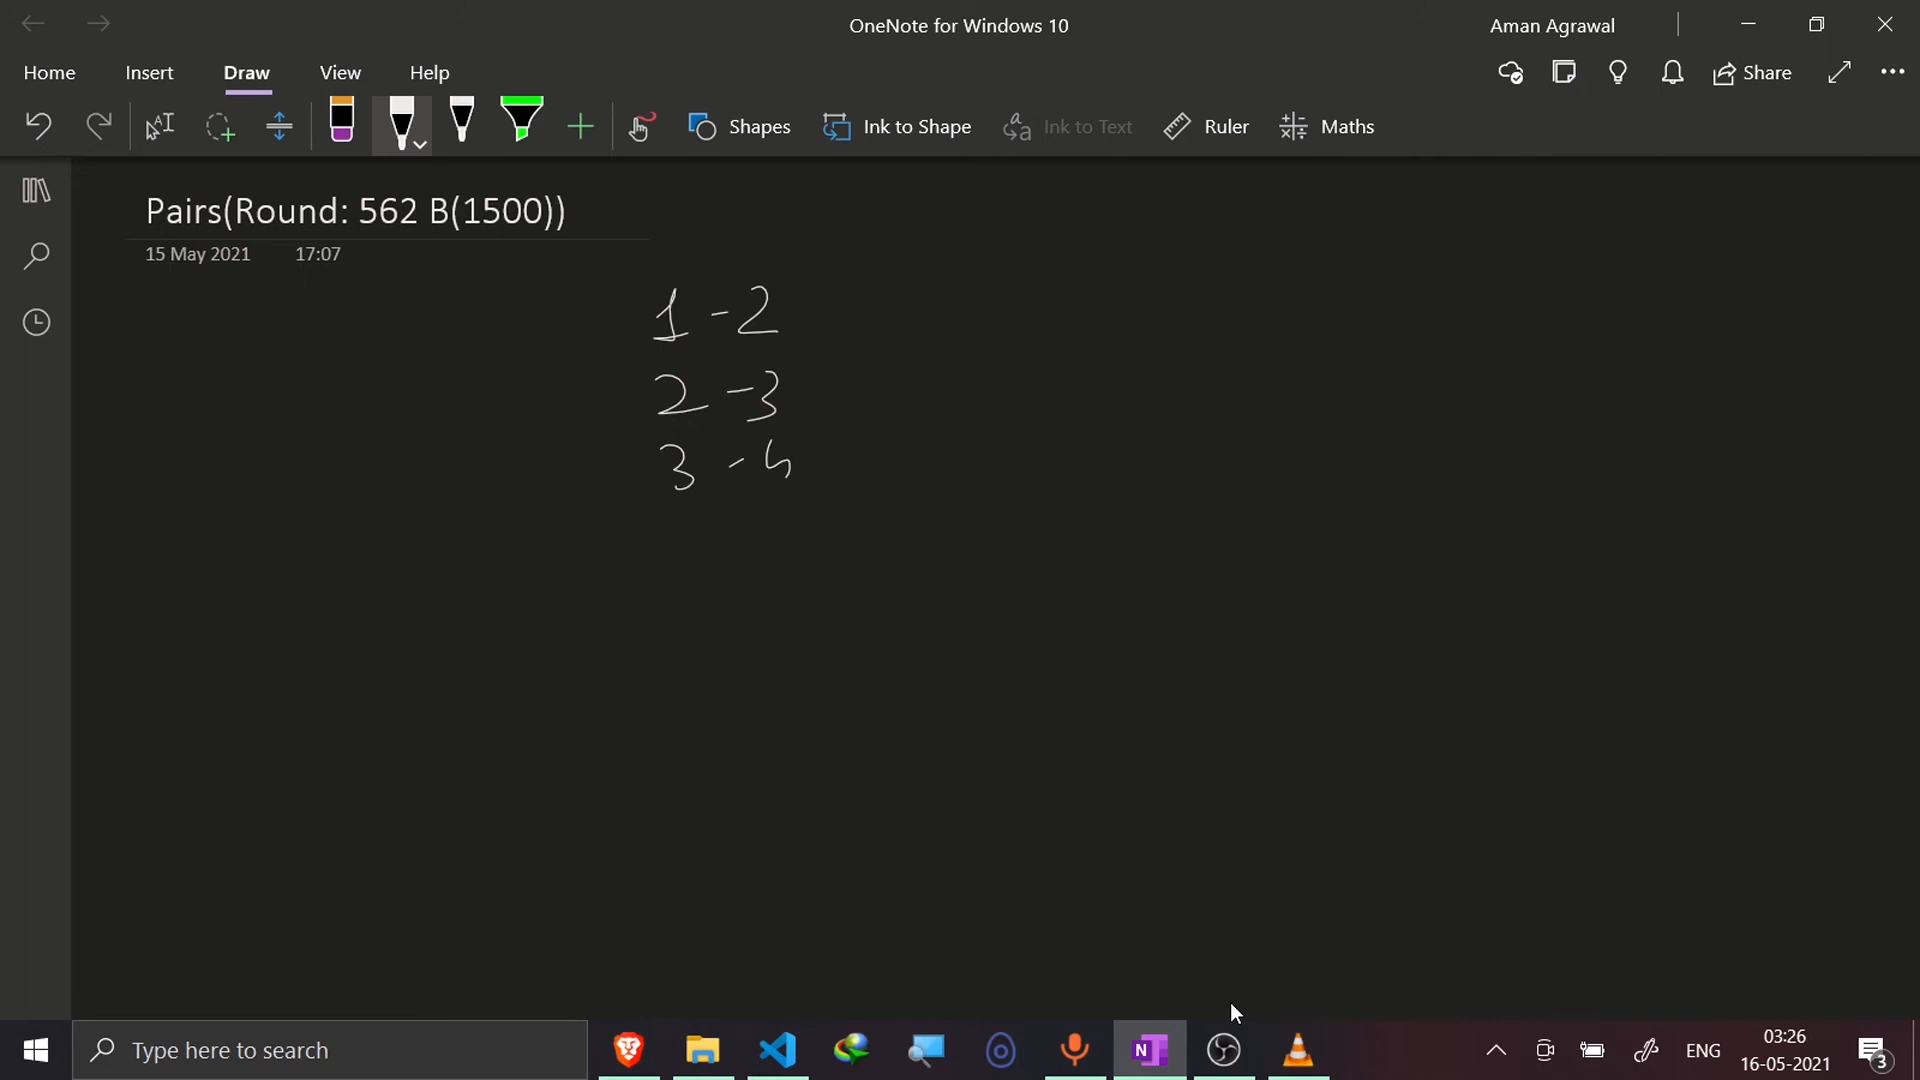 OneNote for Windows 10
Aman Agrawal
Home Insert Draw View Help
Share
Shapes Ink to Shape Ink to Text Ruler Maths
Pairs(Round: 562 B(1500))
15 May 2021 17:07
1 - 2
2 - 3
3 - 4
Type here to search
ENG
03:26
16-05-2021
3